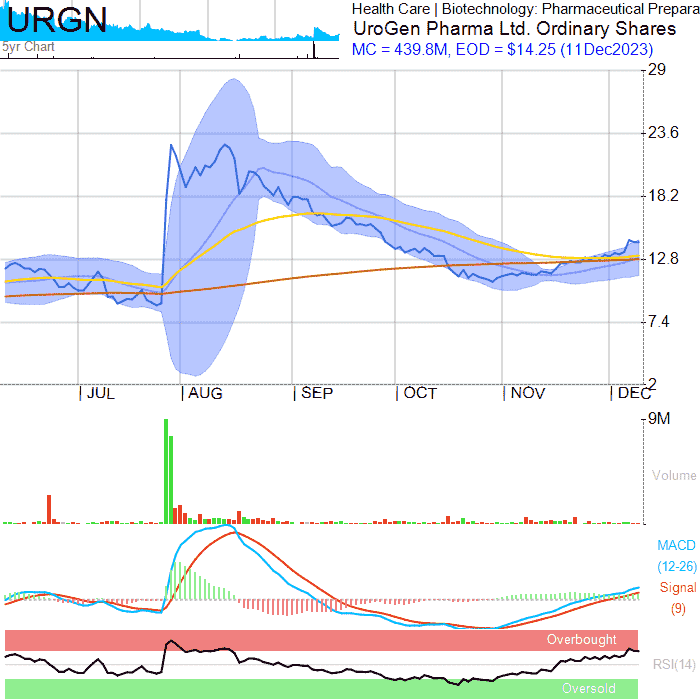 URGN
5yr Chart
Health Care | Biotechnology: Pharmaceutical Prepara
UroGen Pharma Ltd. Ordinary Shares
MC = 439.8M, EOD = $14.25 (11Dec2023)
29
23.6
18.2
12.8
7.4
2
JUL AUG SEP OCT NOV DEC
9M
Volume
MACD
(12-26)
Signal
(9)
Overbought
RSI(14)
Oversold